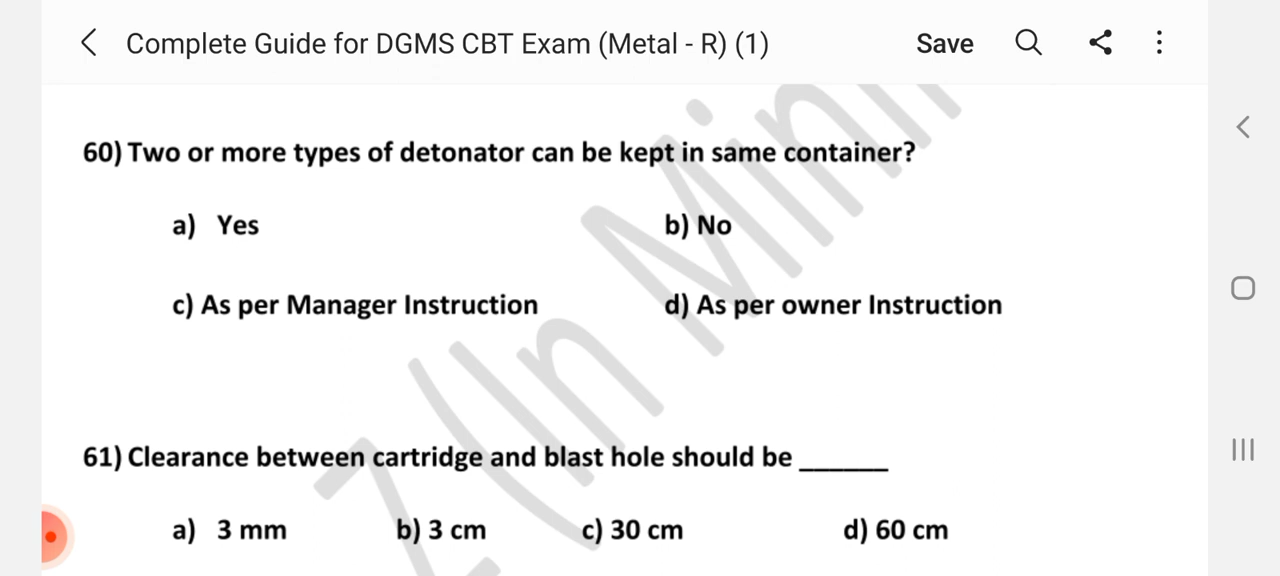 Complete Guide for DGMS CBT Exam (Metal - R) (1) Save
60) Two or more types of detonator can be kept in same container?
a) Yes b) No
c) As per Manager Instruction d) As per owner Instruction
61) Clearance between cartridge and blast hole should be ______
a) 3 mm b) 3 cm c) 30 cm d) 60 cm
Z (In Mini